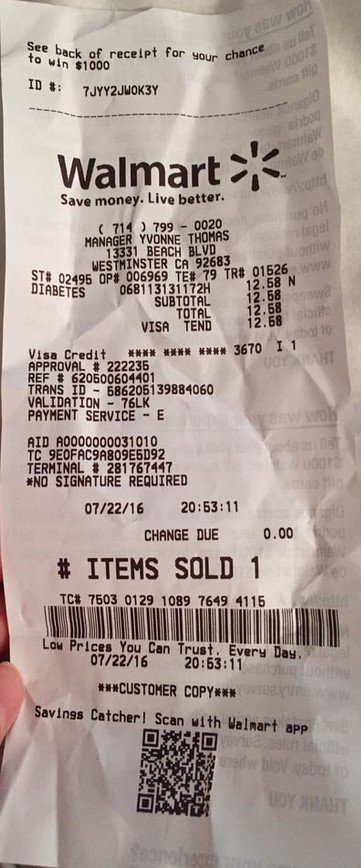 See back of receipt for your chance
to win $1000
ID #: 7JYY2JWOK3Y
Walmart
Save money. Live better.
( 714 ) 799 - 0020
MANAGER YVONNE THOMAS
13331 BEACH BLVD
WESTMINSTER CA 92683
ST# 02495 OP# 006969 TE# 79 TR# 01526
DIABETES 068113131172H 12.58 N
SUBTOTAL 12.58
TOTAL 12.58
VISA TEND 12.58
Visa Credit **** **** **** 3670 I 1
APPROVAL # 222235
REF # 620500604401
TRANS ID - 586205139884060
VALIDATION - 76LK
PAYMENT SERVICE - E
AID A0000000031010
TC 9E0FAC9A809E5D92
TERMINAL # 281767447
*NO SIGNATURE REQUIRED
07/22/16 20:53:11
CHANGE DUE 0.00
# ITEMS SOLD 1
TC# 7503 0129 1089 7649 4115
Low Prices You Can Trust. Every Day.
07/22/16 20:53:11
***CUSTOMER COPY***
Savings Catcher! Scan with Walmart app